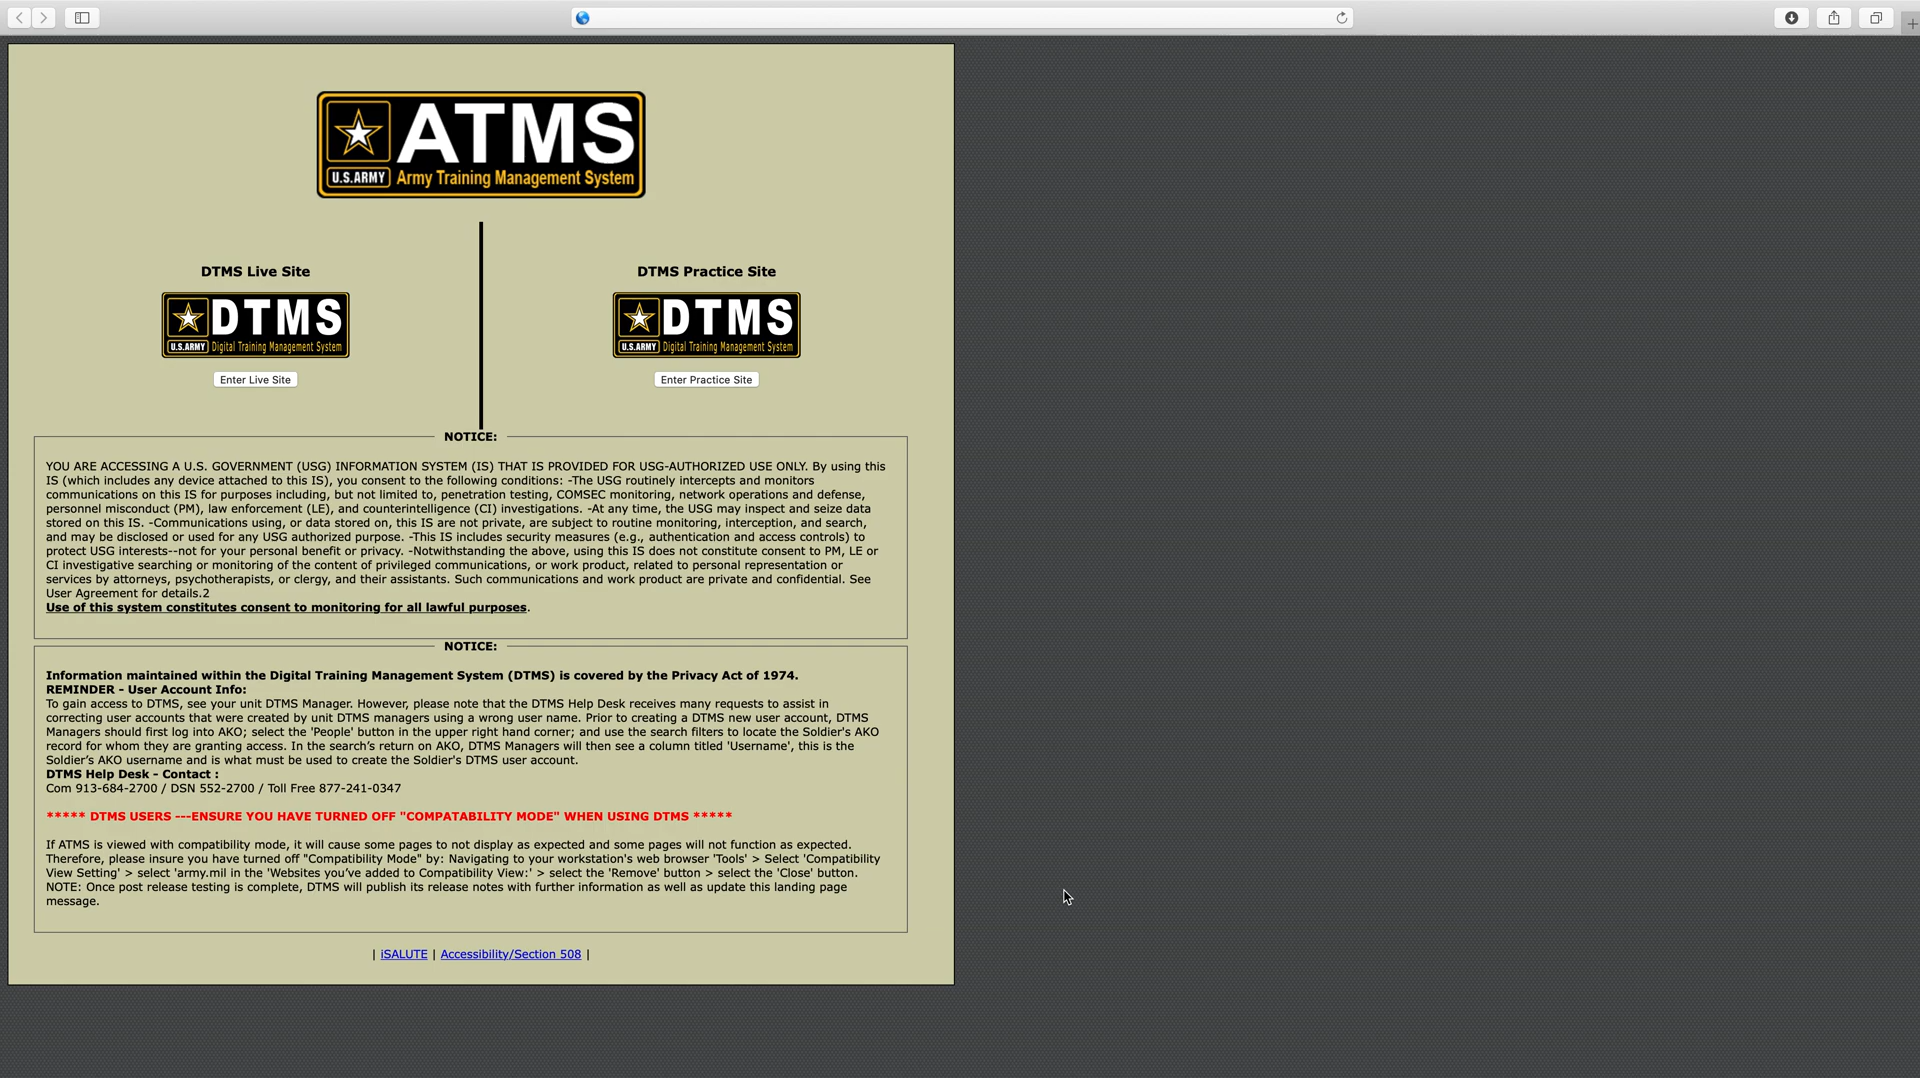 ATMS
U.S.ARMY Army Training Management System
DTMS Live Site
DTMS
U.S.ARMY Digital Training Management System
Enter Live Site
DTMS Practice Site
DTMS
U.S.ARMY Digital Training Management System
Enter Practice Site
NOTICE:
YOU ARE ACCESSING A U.S. GOVERNMENT (USG) INFORMATION SYSTEM (IS) THAT IS PROVIDED FOR USG-AUTHORIZED USE ONLY. By using this
IS (which includes any device attached to this IS), you consent to the following conditions: -The USG routinely intercepts and monitors
communications on this IS for purposes including, but not limited to, penetration testing, COMSEC monitoring, network operations and defense,
personnel misconduct (PM), law enforcement (LE), and counterintelligence (CI) investigations. -At any time, the USG may inspect and seize data
stored on this IS. -Communications using, or data stored on, this IS are not private, are subject to routine monitoring, interception, and search,
and may be disclosed or used for any USG authorized purpose. -This IS includes security measures (e.g., authentication and access controls) to
protect USG interests--not for your personal benefit or privacy. -Notwithstanding the above, using this IS does not constitute consent to PM, LE or
CI investigative searching or monitoring of the content of privileged communications, or work product, related to personal representation or
services by attorneys, psychotherapists, or clergy, and their assistants. Such communications and work product are private and confidential. See
User Agreement for details.2
Use of this system constitutes consent to monitoring for all lawful purposes.
NOTICE:
Information maintained within the Digital Training Management System (DTMS) is covered by the Privacy Act of 1974.
REMINDER - User Account Info:
To gain access to DTMS, see your unit DTMS Manager. However, please note that the DTMS Help Desk receives many requests to assist in
correcting user accounts that were created by unit DTMS managers using a wrong user name. Prior to creating a DTMS new user account, DTMS
Managers should first log into AKO; select the 'People' button in the upper right hand corner; and use the search filters to locate the Soldier's AKO
record for whom they are granting access. In the search’s return on AKO, DTMS Managers will then see a column titled 'Username', this is the
Soldier’s AKO username and is what must be used to create the Soldier's DTMS user account.
DTMS Help Desk - Contact :
Com 913-684-2700 / DSN 552-2700 / Toll Free 877-241-0347
***** DTMS USERS ---ENSURE YOU HAVE TURNED OFF "COMPATABILITY MODE" WHEN USING DTMS *****
If ATMS is viewed with compatibility mode, it will cause some pages to not display as expected and some pages will not function as expected.
Therefore, please insure you have turned off "Compatibility Mode" by: Navigating to your workstation's web browser 'Tools' > Select 'Compatibility
View Setting' > select 'army.mil in the 'Websites you’ve added to Compatibility View:' > select the 'Remove' button > select the 'Close' button.
NOTE: Once post release testing is complete, DTMS will publish its release notes with further information as well as update this landing page
message.
| iSALUTE | Accessibility/Section 508 |